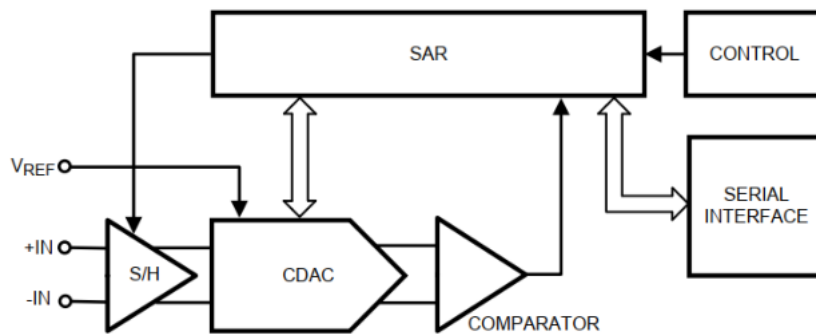 SAR
CONTROL
VREF
SERIAL
INTERFACE
+IN
S/H
CDAC
-IN
COMPARATOR